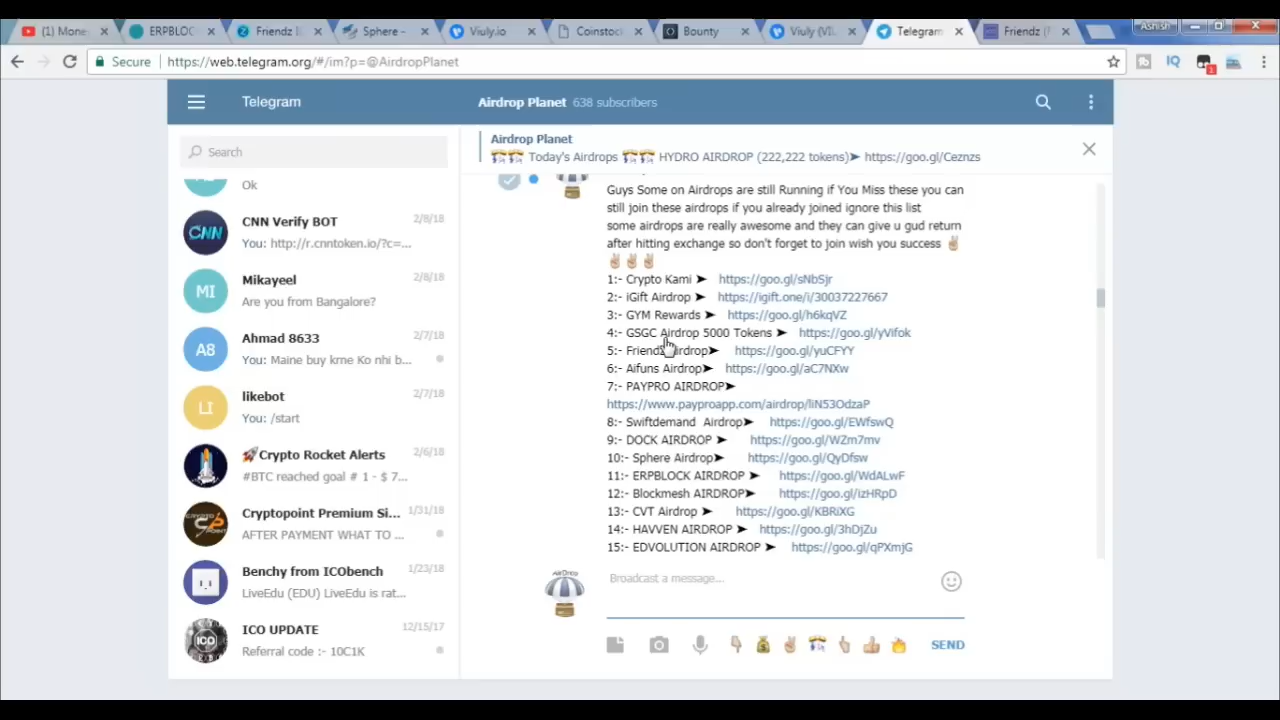 (1) Mone
ERPBLOC
Friendz I
Sphere -
Viuly.io
Coinstoc
Bounty
Viuly (VI
Telegram
Friendz (
Ashish
Secure
https://web.telegram.org/#/im?p=@AirdropPlanet
IQ
1
Telegram
Airdrop Planet 638 subscribers
Search
Airdrop Planet
Today's Airdrops HYDRO AIRDROP (222,222 tokens)➤ https://goo.gl/Ceznzs
Ok
CNN
CNN Verify BOT 2/8/18
You: http://r.cnntoken.io/?c=...
MI
Mikayeel 2/8/18
Are you from Bangalore?
A8
Ahmad 8633 2/7/18
You: Maine buy krne Ko nhi b...
LI
likebot 2/7/18
You: /start
🚀Crypto Rocket Alerts 2/6/18
#BTC reached goal # 1 - $ 7...
Cryptopoint Premium Si... 1/31/18
AFTER PAYMENT WHAT TO ...
Benchy from ICObench 1/23/18
LiveEdu (EDU) LiveEdu is rat...
ICO
ICO UPDATE 12/15/17
Referral code :- 10C1K
Guys Some on Airdrops are still Running if You Miss these you can
still join these airdrops if you already joined ignore this list
some airdrops are really awesome and they can give u gud return
after hitting exchange so don't forget to join wish you success ✌🏼
✌🏼✌🏼✌🏼
1:- Crypto Kami ➤ https://goo.gl/sNbSjr
2:- iGift Airdrop ➤ https://igift.one/i/30037227667
3:- GYM Rewards ➤ https://goo.gl/h6kqVZ
4:- GSGC Airdrop 5000 Tokens ➤ https://goo.gl/yVifok
5:- Friendz Airdrop➤ https://goo.gl/yuCFYY
6:- Aifuns Airdrop➤ https://goo.gl/aC7NXw
7:- PAYPRO AIRDROP➤
https://www.payproapp.com/airdrop/liN53OdzaP
8:- Swiftdemand Airdrop➤ https://goo.gl/EWfswQ
9:- DOCK AIRDROP ➤ https://goo.gl/WZm7mv
10:- Sphere Airdrop➤ https://goo.gl/QyDfsw
11:- ERPBLOCK AIRDROP ➤ https://goo.gl/WdALwF
12:- Blockmesh AIRDROP➤ https://goo.gl/izHRpD
13:- CVT Airdrop ➤ https://goo.gl/KBRiXG
14:- HAVVEN AIRDROP ➤ https://goo.gl/3hDjZu
15:- EDVOLUTION AIRDROP ➤ https://goo.gl/qPXmjG
AirDrop
Broadcast a message...
SEND